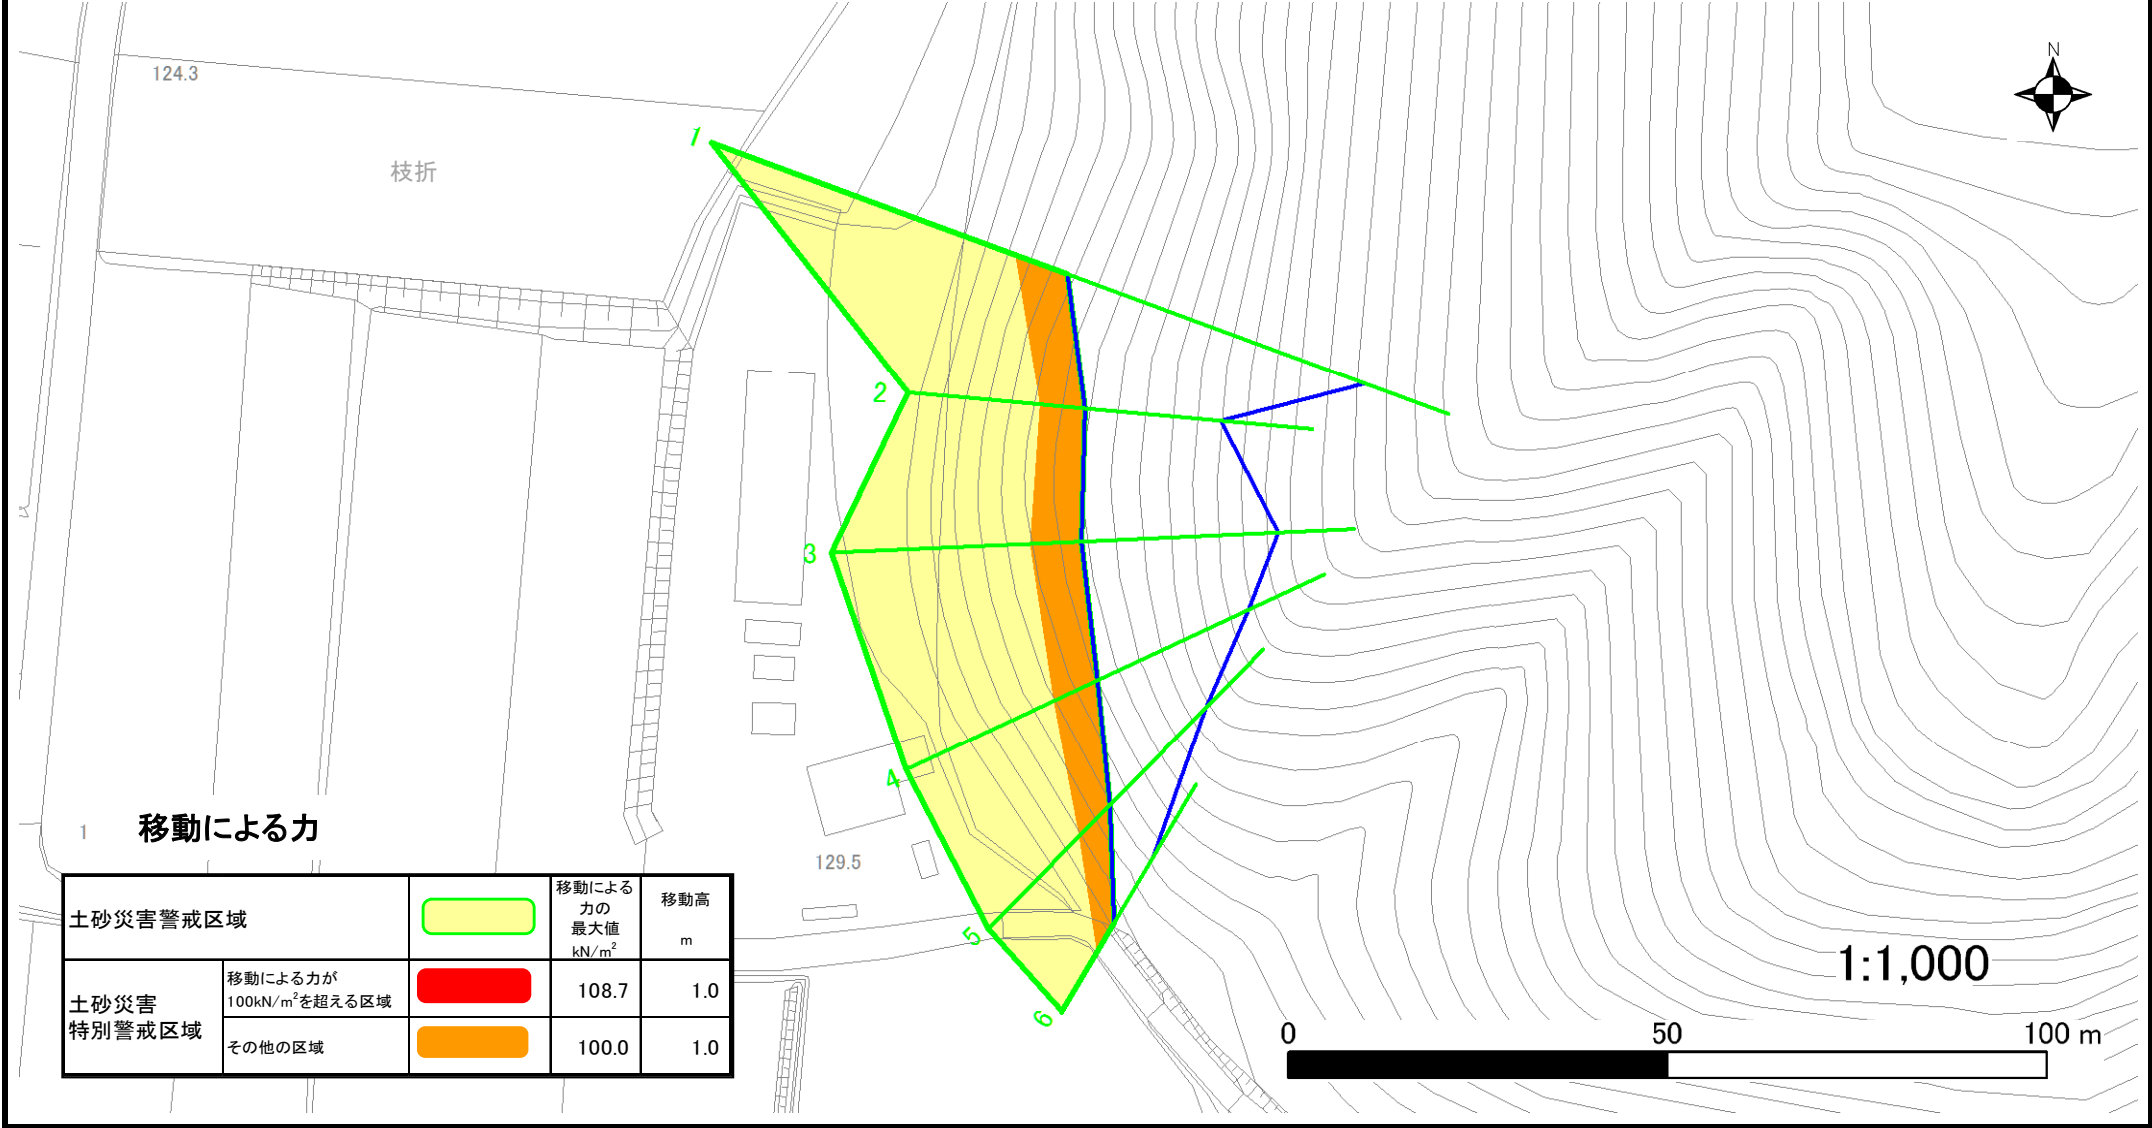 N
124.3
枝折
1
2
3
4
5
6
129.5
1
移動による力
土砂災害警戒区域
移動による
力の
最大値
kN/m²
移動高
m
土砂災害
特別警戒区域
移動による力が
100kN/m²を超える区域
108.7
1.0
その他の区域
100.0
1.0
1:1,000
0 50 100 m